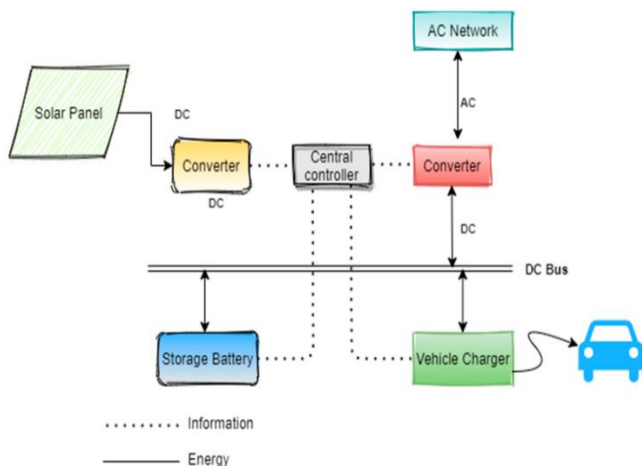 AC Network
Solar Panel
DC
AC
Converter
Central
controller
Converter
DC
DC
DC Bus
Storage Battery
Vehicle Charger
Information
Energy